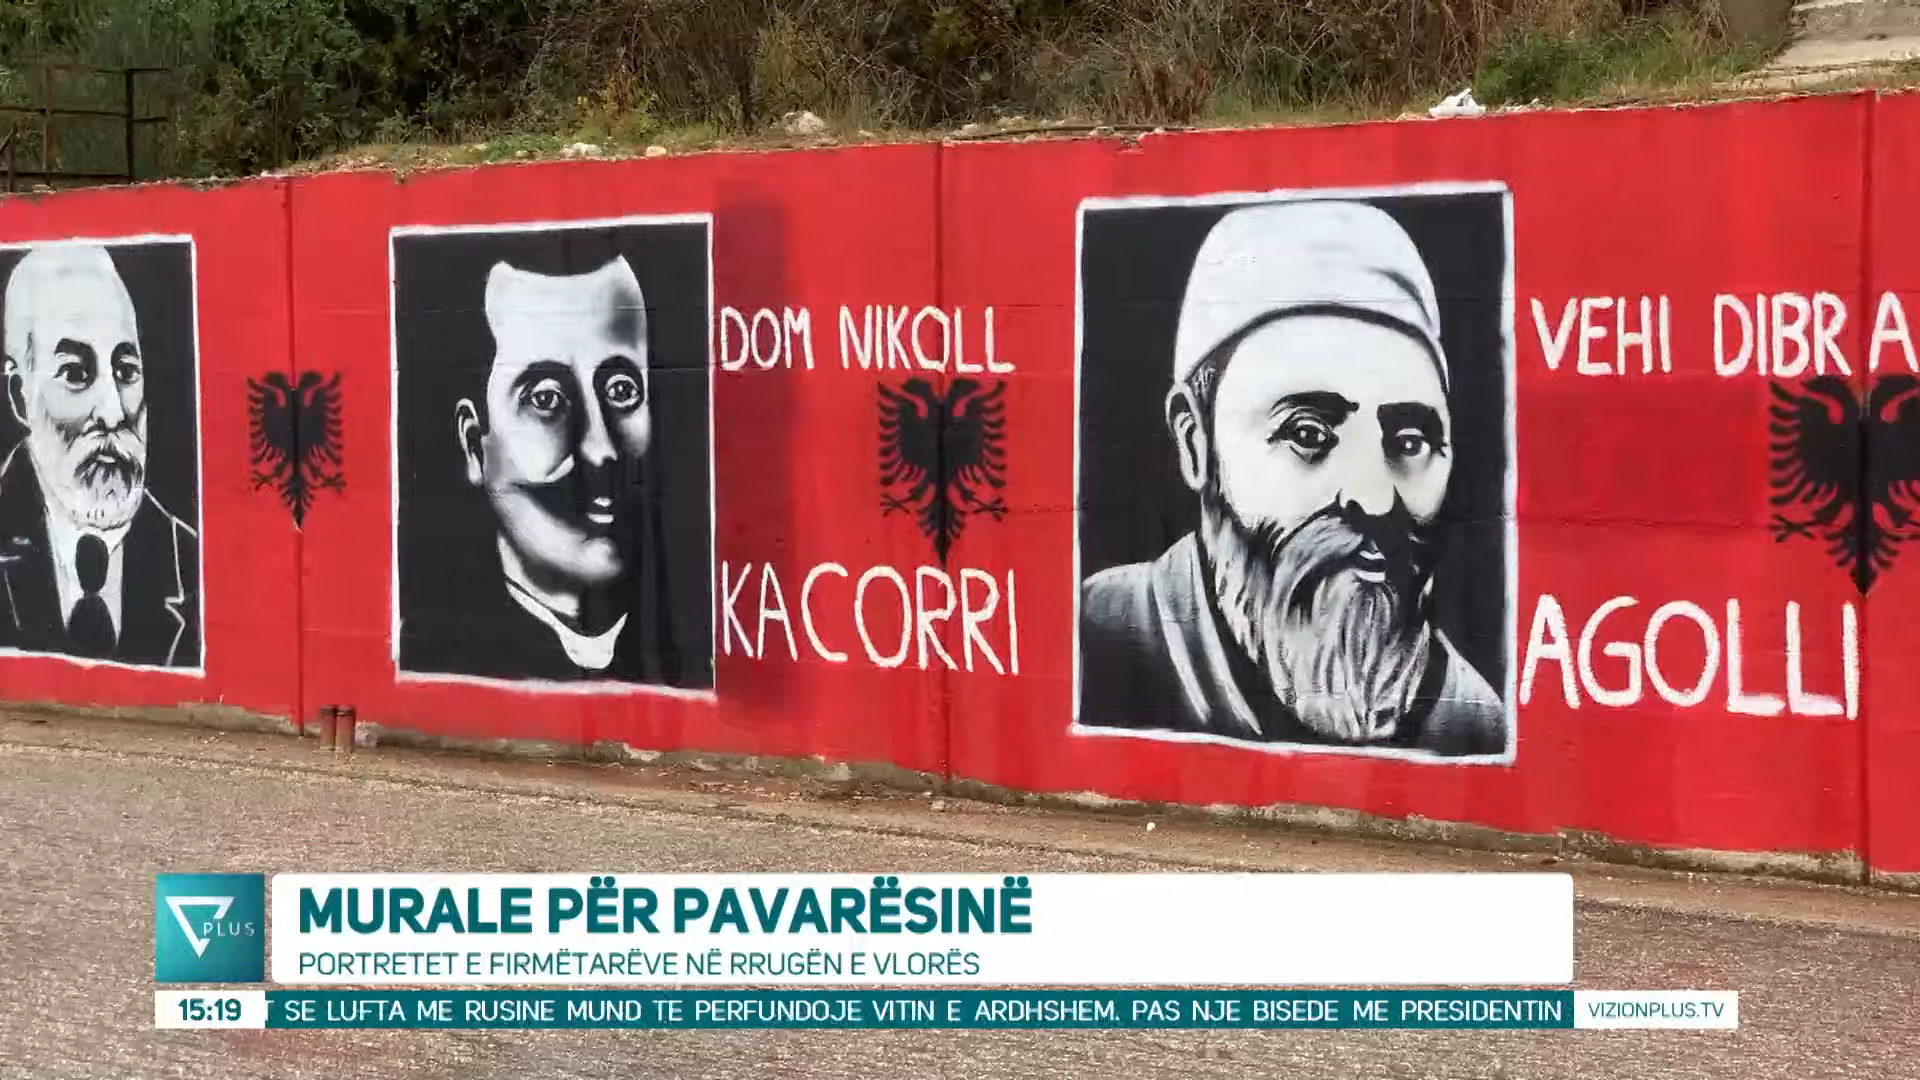 DOM NIKOLL
KACORRI
VEHI DIBRA
AGOLLI
PLUS
MURALE PËR PAVARËSINË
PORTRETET E FIRMËTARËVE NË RRUGËN E VLORËS
15:19
T SE LUFTA ME RUSINE MUND TE PERFUNDOJE VITIN E ARDHSHEM. PAS NJE BISEDE ME PRESIDENTIN
VIZIONPLUS.TV